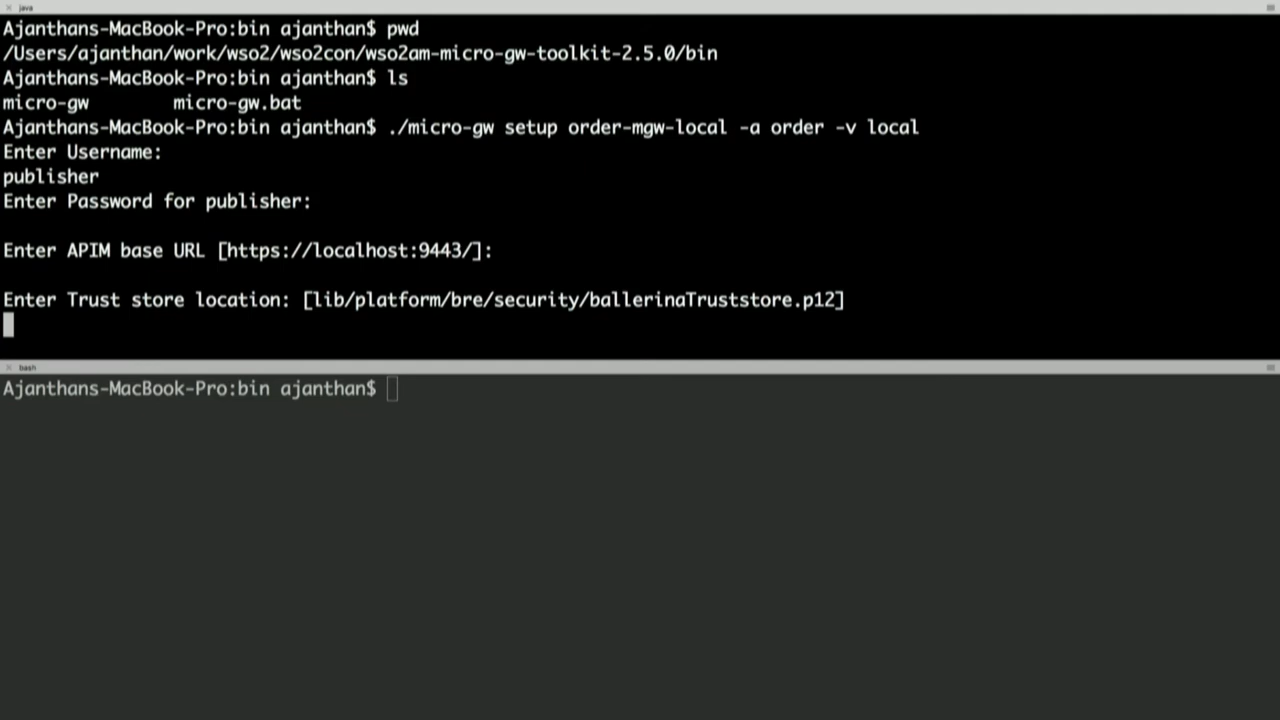 java
Ajanthans-MacBook-Pro:bin ajanthan$ pwd
/Users/ajanthan/work/wso2/wso2con/wso2am-micro-gw-toolkit-2.5.0/bin
Ajanthans-MacBook-Pro:bin ajanthan$ ls
micro-gw micro-gw.bat
Ajanthans-MacBook-Pro:bin ajanthan$ ./micro-gw setup order-mgw-local -a order -v local
Enter Username:
publisher
Enter Password for publisher:
Enter APIM base URL [https://localhost:9443/]:
Enter Trust store location: [lib/platform/bre/security/ballerinaTruststore.p12]
bash
Ajanthans-MacBook-Pro:bin ajanthan$